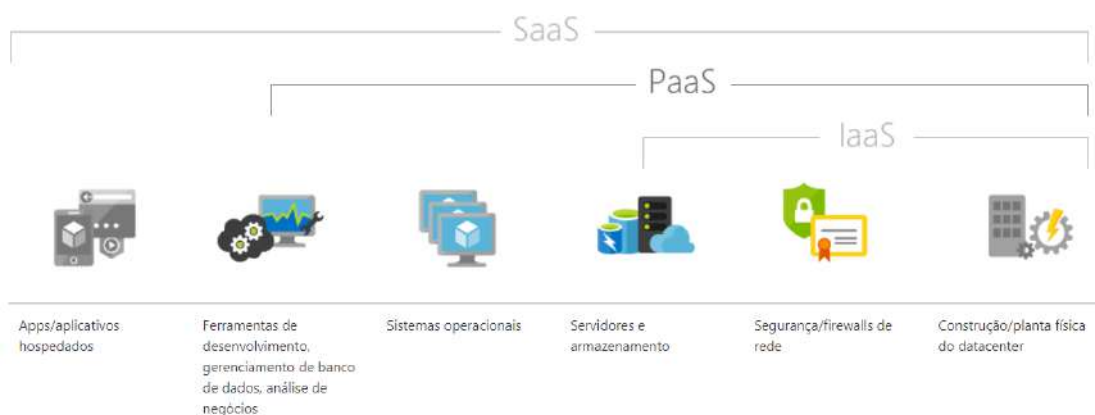 SaaS
PaaS
IaaS
Apps/aplicativos
hospedados
Ferramentas de
desenvolvimento,
gerenciamento de banco
de dados, análise de
negócios
Sistemas operacionais
Servidores e
armazenamento
Segurança/firewalls de
rede
Construção/planta física
do datacenter